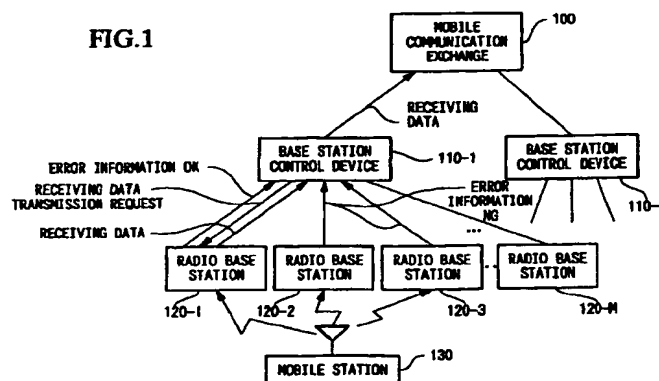 FIG.1
MOBILE
COMMUNICATION
EXCHANGE
100
RECEIVING
DATA
BASE STATION
CONTROL DEVICE
110-1
BASE STATION
CONTROL DEVICE
ERROR INFORMATION OK
RECEIVING DATA
TRANSMISSION REQUEST
RECEIVING DATA
ERROR
INFORMATION
NG
...
RADIO BASE
STATION
120-1
RADIO BASE
STATION
120-2
RADIO BASE
STATION
120-3
...
RADIO BASE
STATION
120-M
MOBILE STATION
130